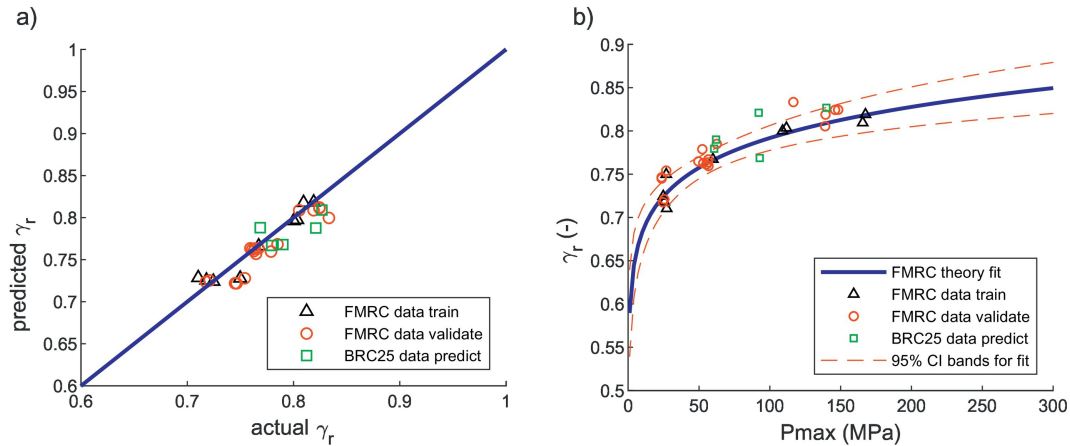 a)
1
0.95
0.9
0.85
0.8
0.75
0.7
0.65
0.6
0.6
0.7
0.8
0.9
1
predicted γr
actual γr
FMRC data train
FMRC data validate
BRC25 data predict
b)
0.9
0.85
0.8
0.75
0.7
0.65
0.6
0.55
0.5
0
50
100
150
200
250
300
γr (-)
Pmax (MPa)
FMRC theory fit
FMRC data train
FMRC data validate
BRC25 data predict
95% CI bands for fit